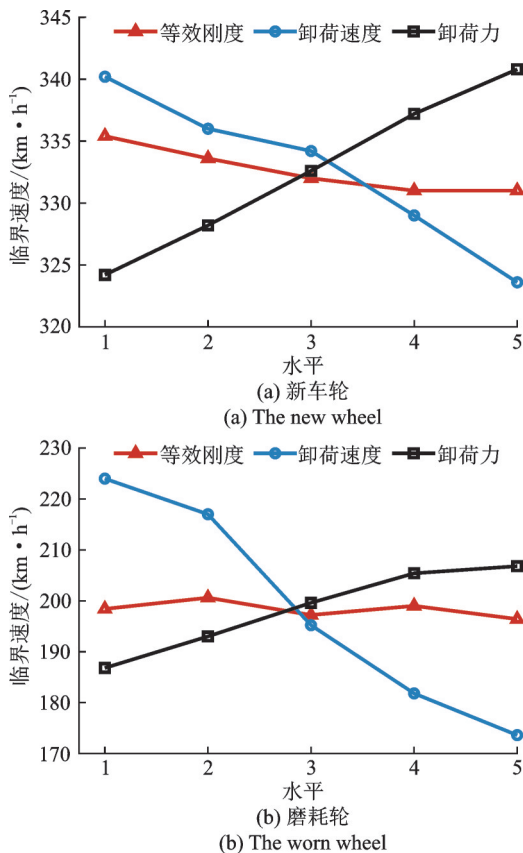 345
340
335
330
325
320
临界速度/(km·h⁻¹)
等效刚度 卸荷速度 卸荷力
1 2 3 4 5
水平
(a) 新车轮
(a) The new wheel
230
220
210
200
190
180
170
临界速度/(km·h⁻¹)
等效刚度 卸荷速度 卸荷力
1 2 3 4 5
水平
(b) 磨耗轮
(b) The worn wheel